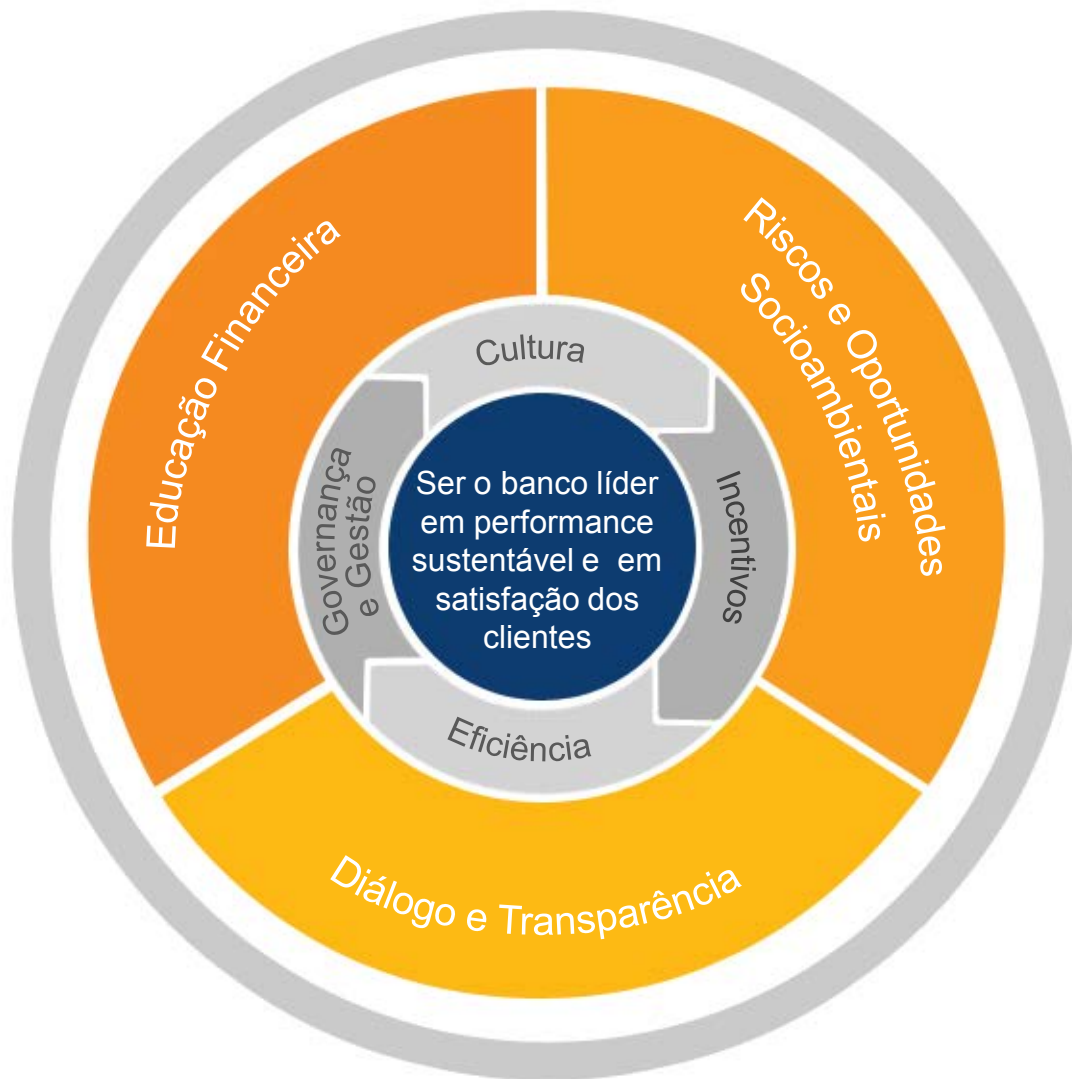 Educação Financeira
Riscos e Oportunidades
Socioambientais
Cultura
Governança
e Gestão
Incentivos
Ser o banco líder
em performance
sustentável e em
satisfação dos
clientes
Eficiência
Diálogo e Transparência